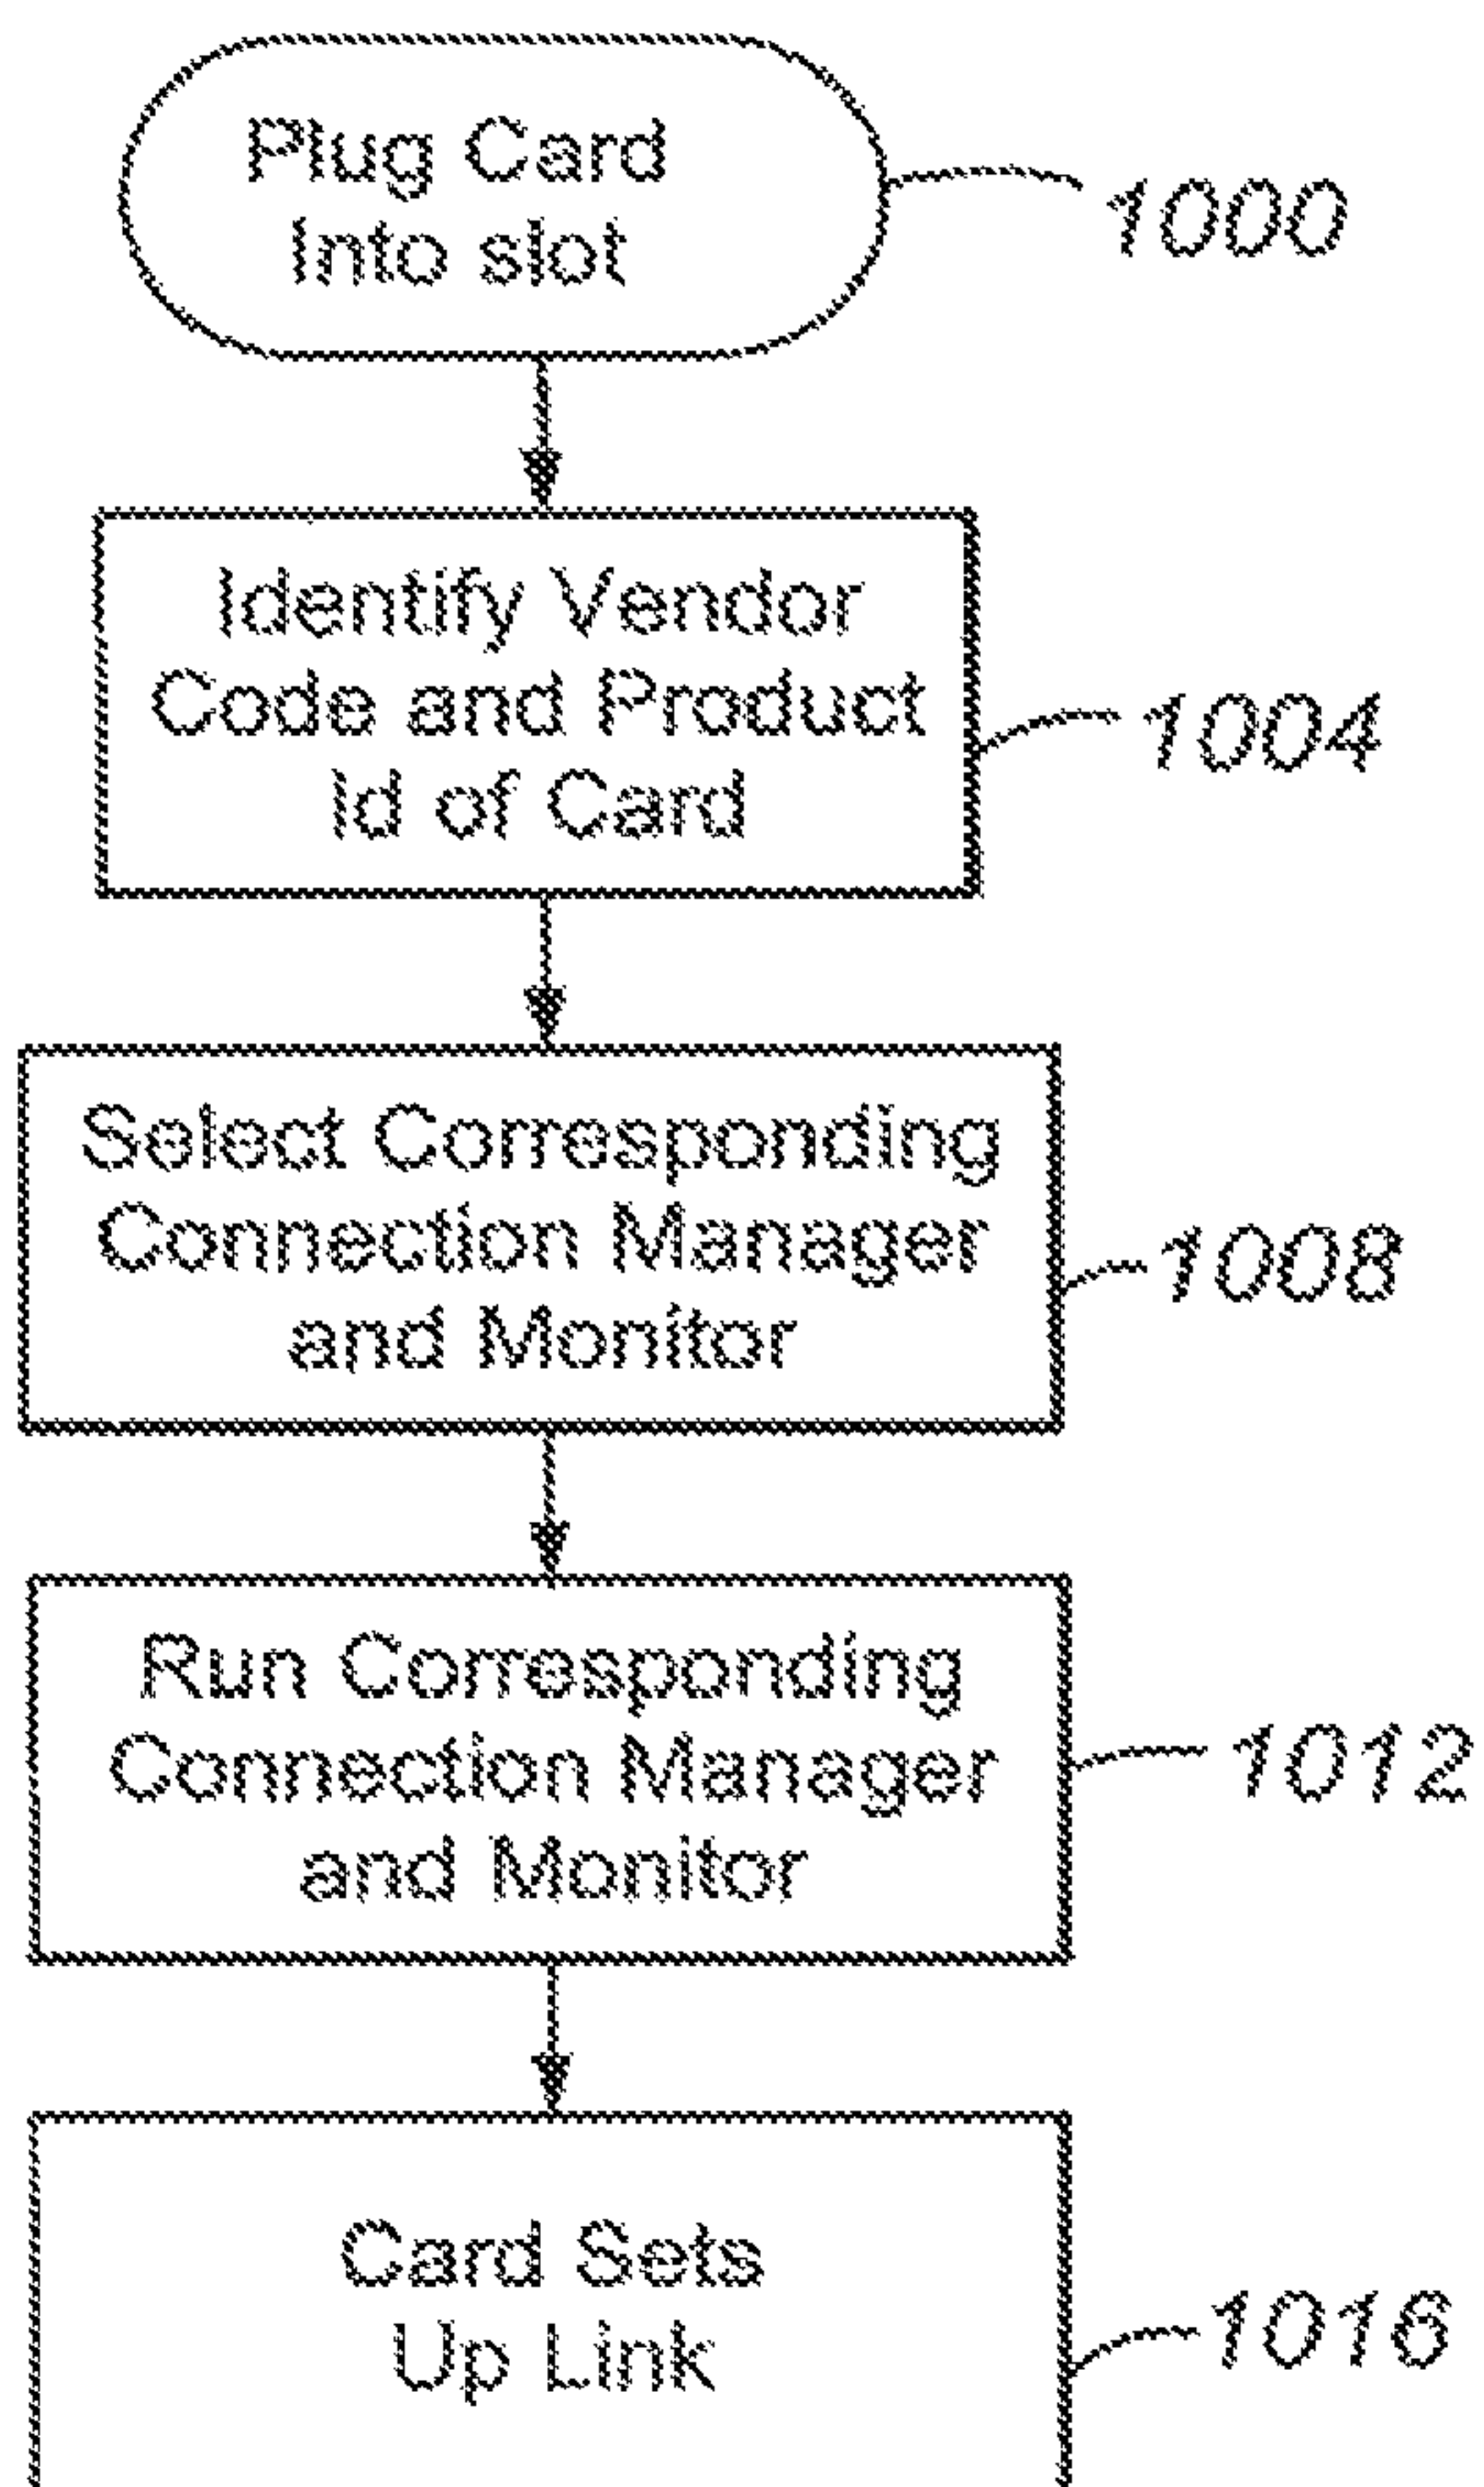 Plug Card
Into slot
1000
Identify Vendor
Code and Product
Id of Card
1004
Select Corresponding
Connection Manager
and Monitor
1008
Run Corresponding
Connection Manager
and Monitor
1012
Card Sets
Up Link
1016